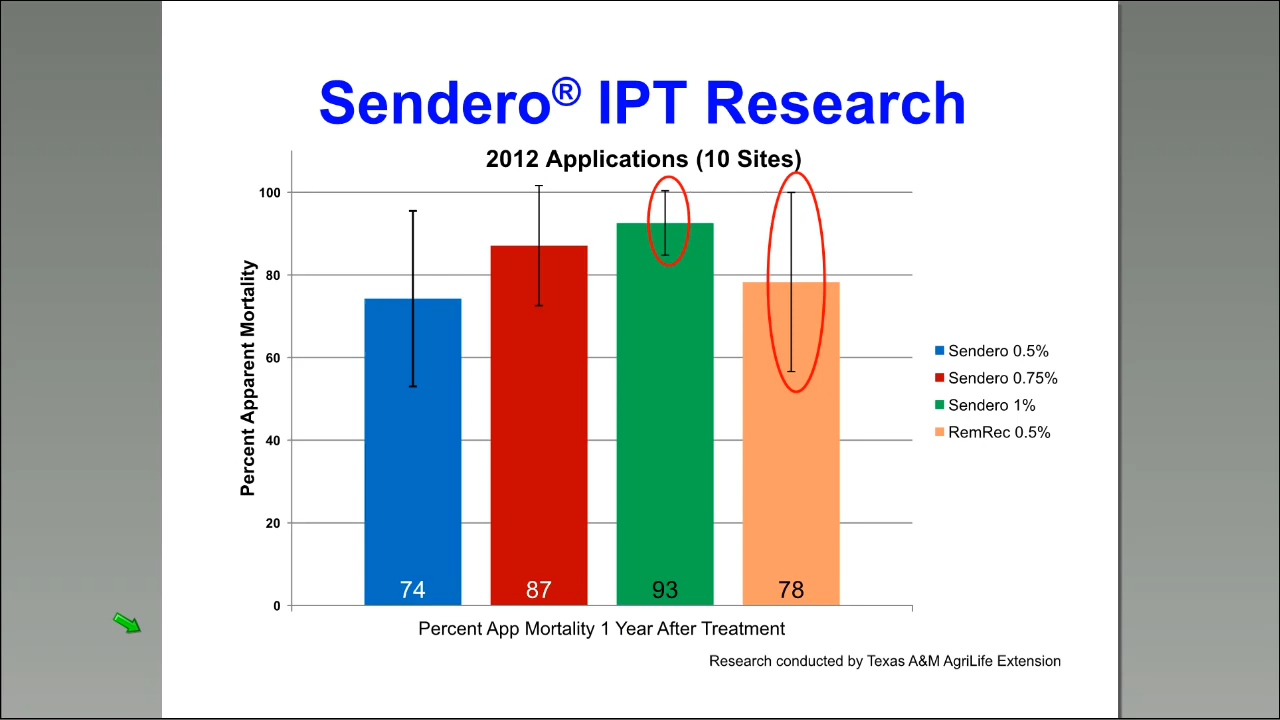 Sendero® IPT Research
2012 Applications (10 Sites)
Percent Apparent Mortality
100
80
60
40
20
0
74
87
93
78
Sendero 0.5%
Sendero 0.75%
Sendero 1%
RemRec 0.5%
Percent App Mortality 1 Year After Treatment
Research conducted by Texas A&M AgriLife Extension